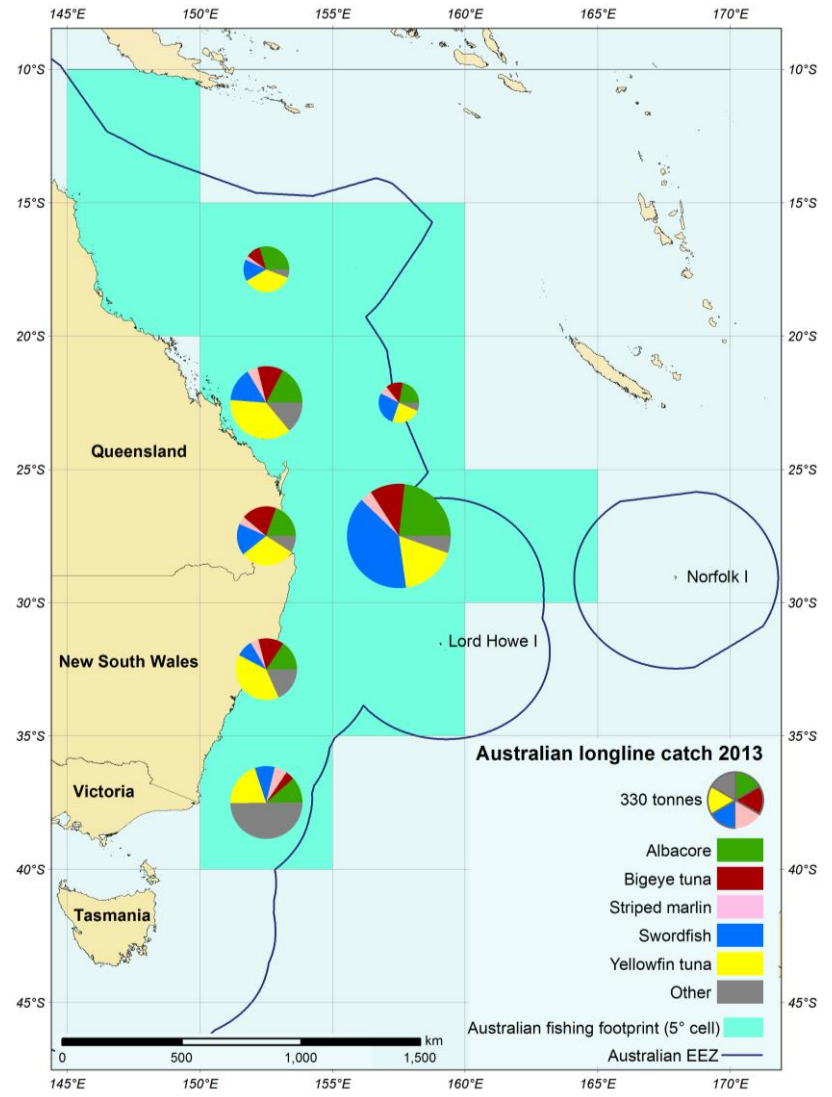 145°E 150°E 155°E 160°E 165°E 170°E
10°S 10°S
15°S 15°S
20°S 20°S
Queensland
25°S 25°S
Norfolk I
30°S 30°S
Lord Howe I
New South Wales
35°S 35°S
Australian longline catch 2013
Victoria
330 tonnes
Albacore
40°S 40°S
Bigeye tuna
Striped marlin
Tasmania
Swordfish
Yellowfin tuna
Other
45°S 45°S
Australian fishing footprint (5° cell)
km
0 500 1,000 1,500
Australian EEZ
145°E 150°E 155°E 160°E 165°E 170°E